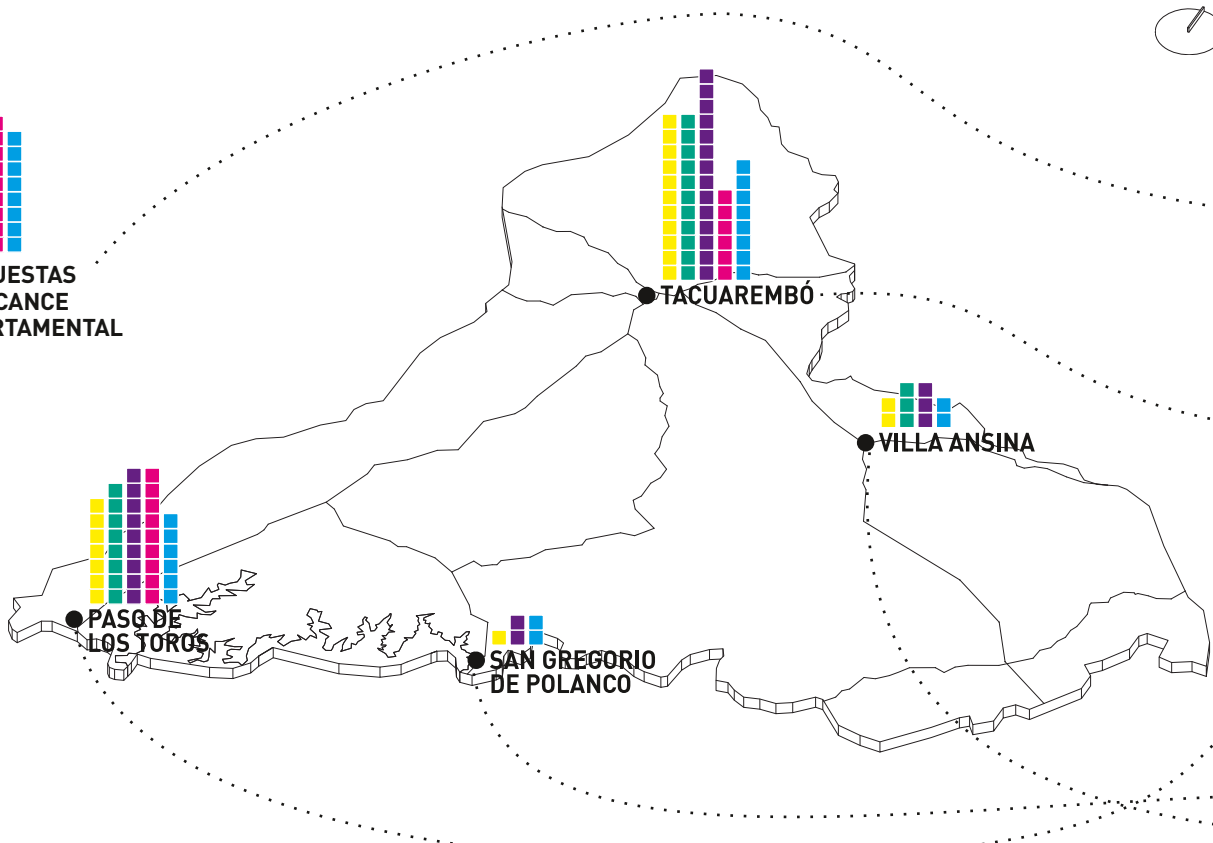 UESTAS
CANCE
RTAMENTAL
TACUAREMBÓ
VILLA ANSINA
PASO DE
LOS TOROS
SAN GREGORIO
DE POLANCO